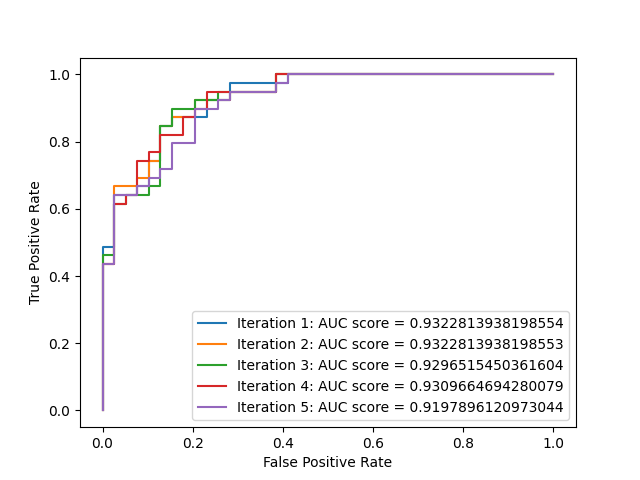 1.0
0.8
0.6
0.4
0.2
0.0
True Positive Rate
Iteration 1: AUC score = 0.9322813938198554
Iteration 2: AUC score = 0.9322813938198553
Iteration 3: AUC score = 0.9296515450361604
Iteration 4: AUC score = 0.9309664694280079
Iteration 5: AUC score = 0.9197896120973044
0.0 0.2 0.4 0.6 0.8 1.0
False Positive Rate